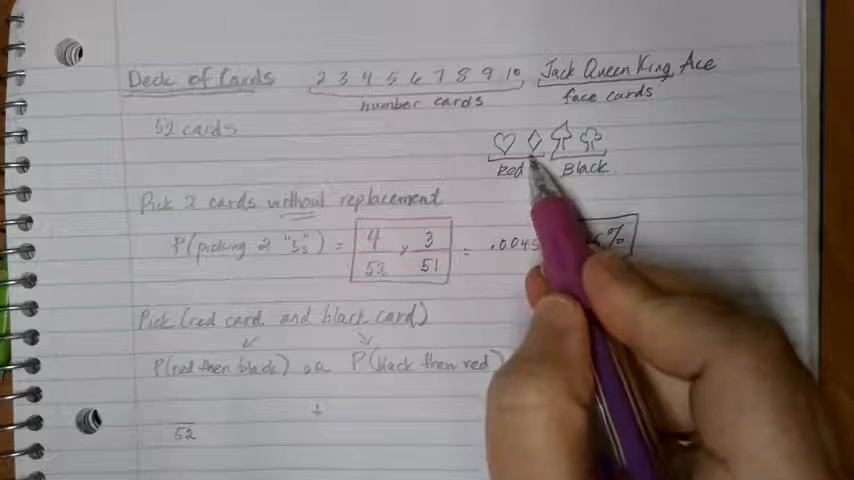 Deck of Cards 2 3 4 5 6 7 8 9 10 Jack Queen King Ace
number cards face cards
52 cards
Red Black
Pick 2 cards without replacement
P(picking 2 "5s") = 4/52 × 3/51 = .0045 %
Pick (red card and black card)
P(red then black) or P(black then red)
+
52